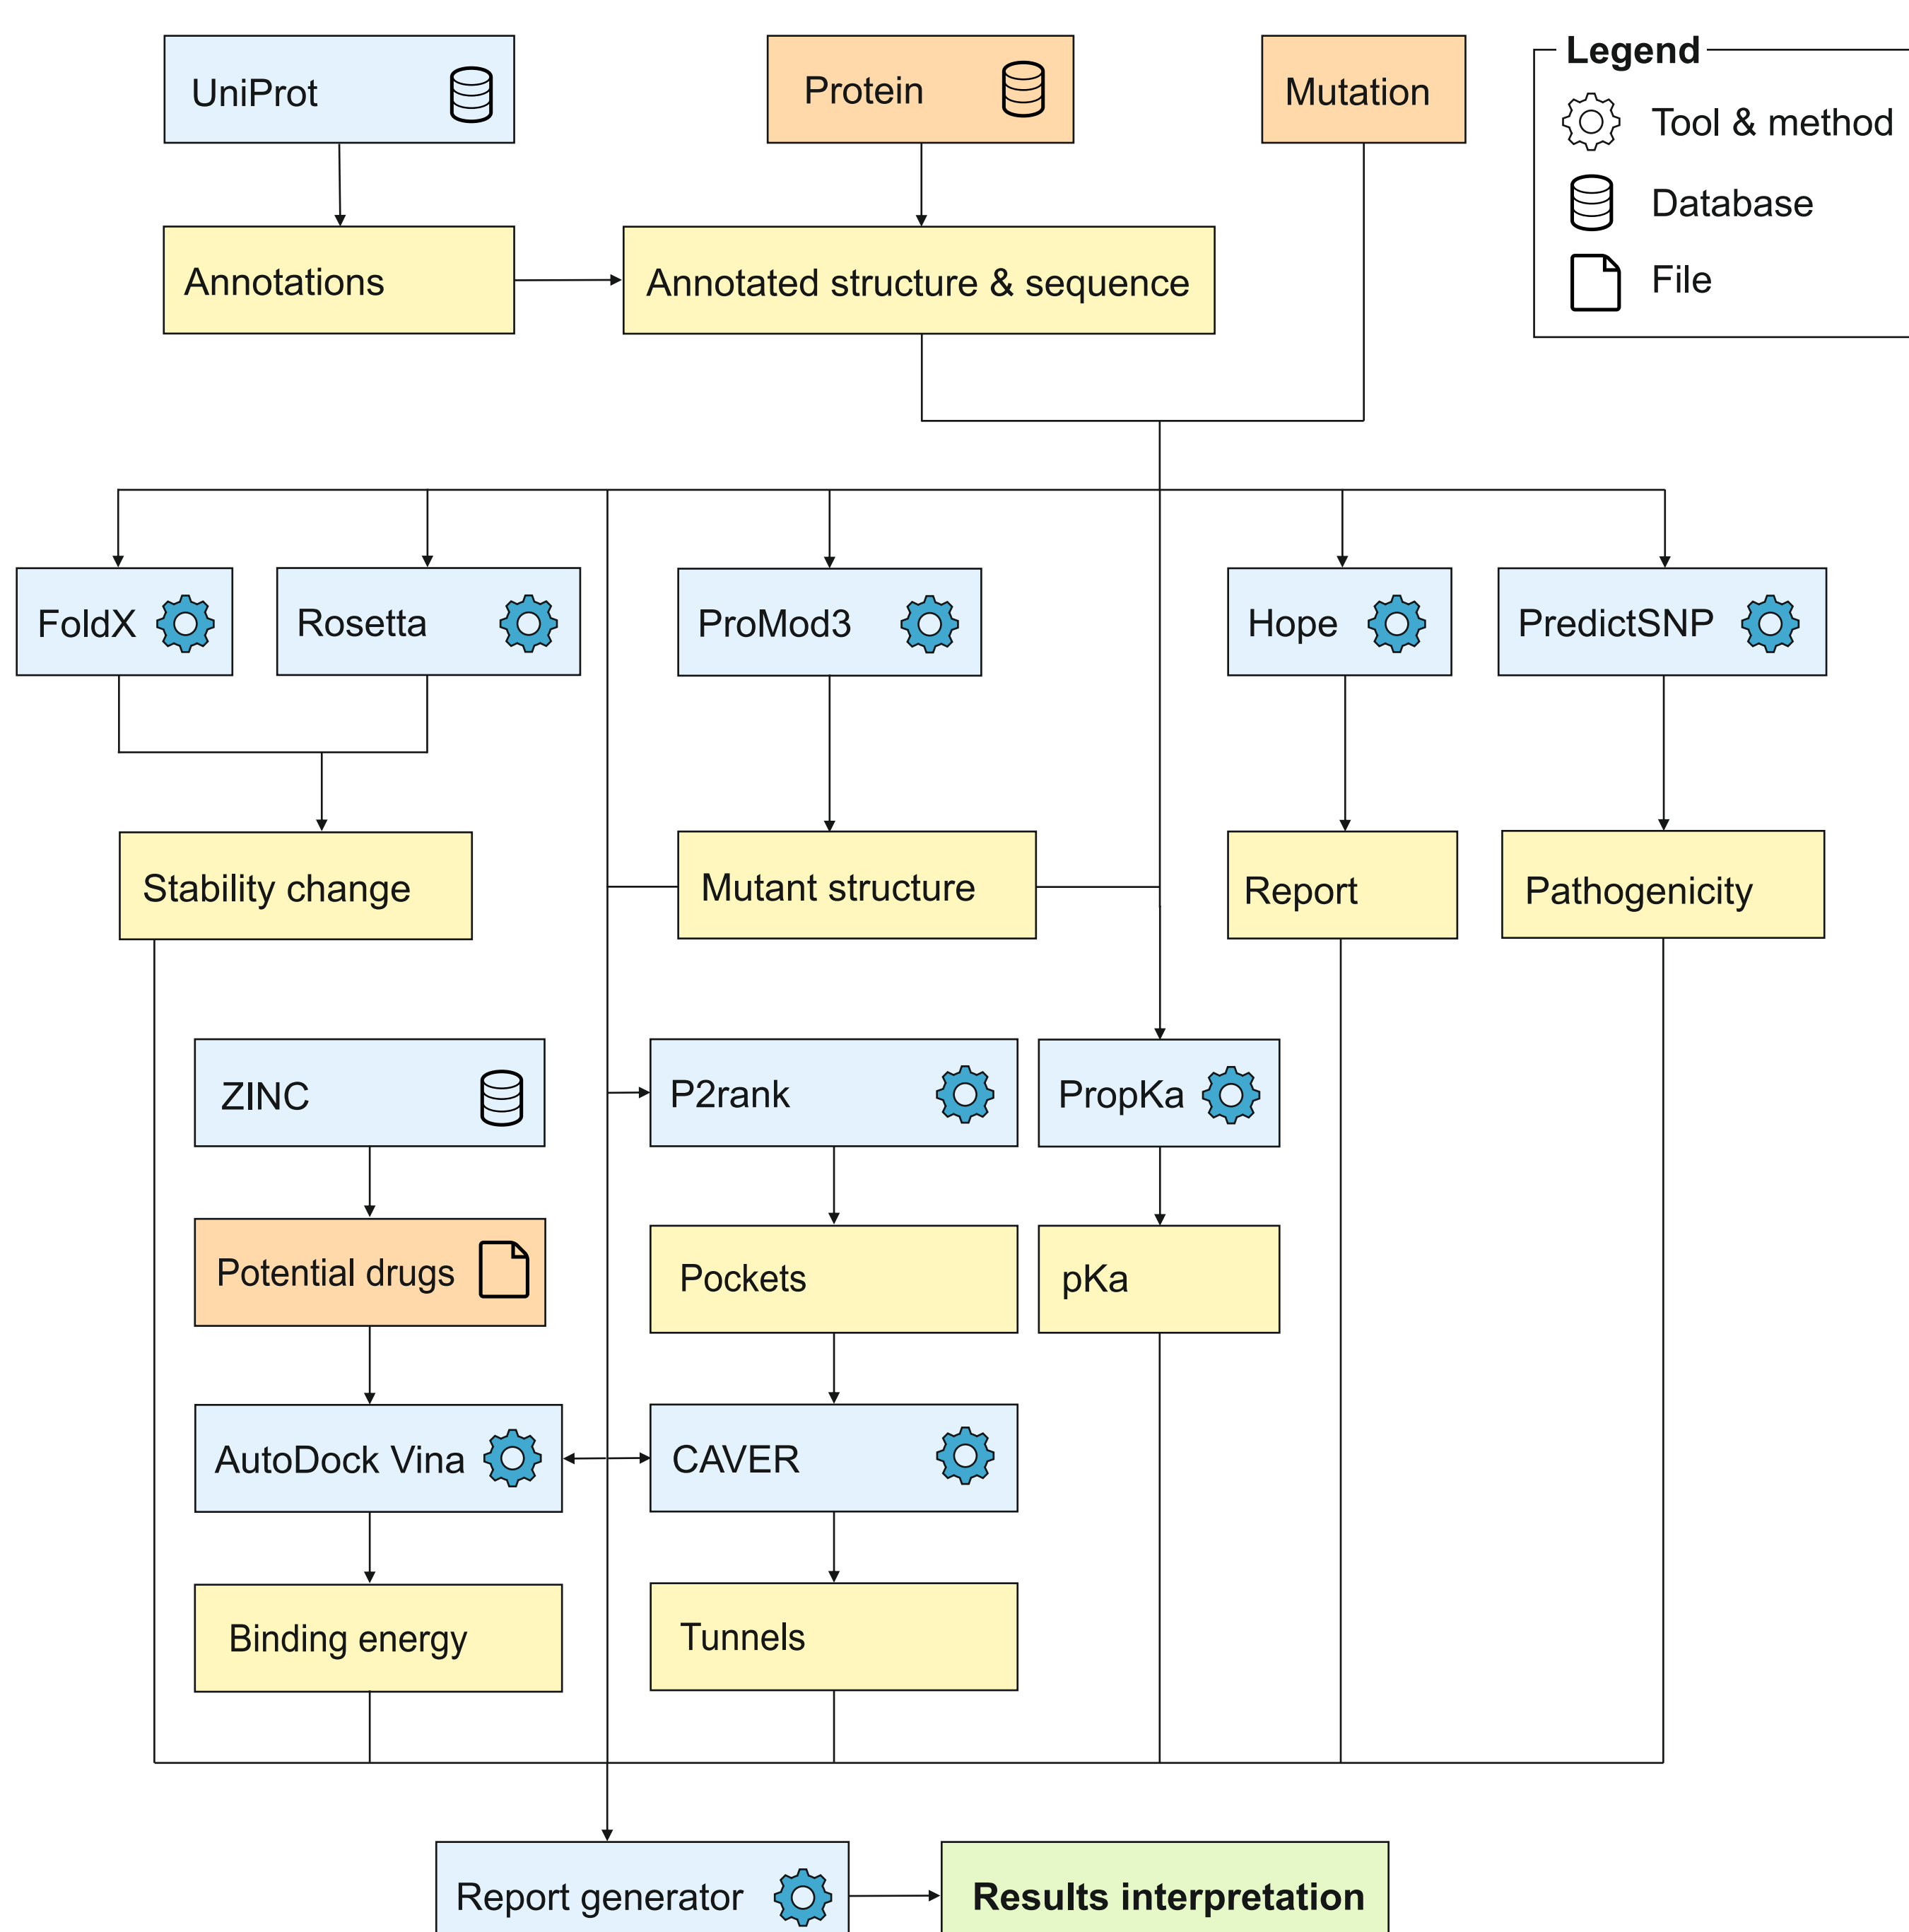 UniProt
Protein
Mutation
Legend
Tool & method
Database
File
Annotations
Annotated structure & sequence
FoldX
Rosetta
ProMod3
Hope
PredictSNP
Stability change
Mutant structure
Report
Pathogenicity
ZINC
P2rank
PropKa
Potential drugs
Pockets
pKa
AutoDock Vina
CAVER
Binding energy
Tunnels
Report generator
Results interpretation